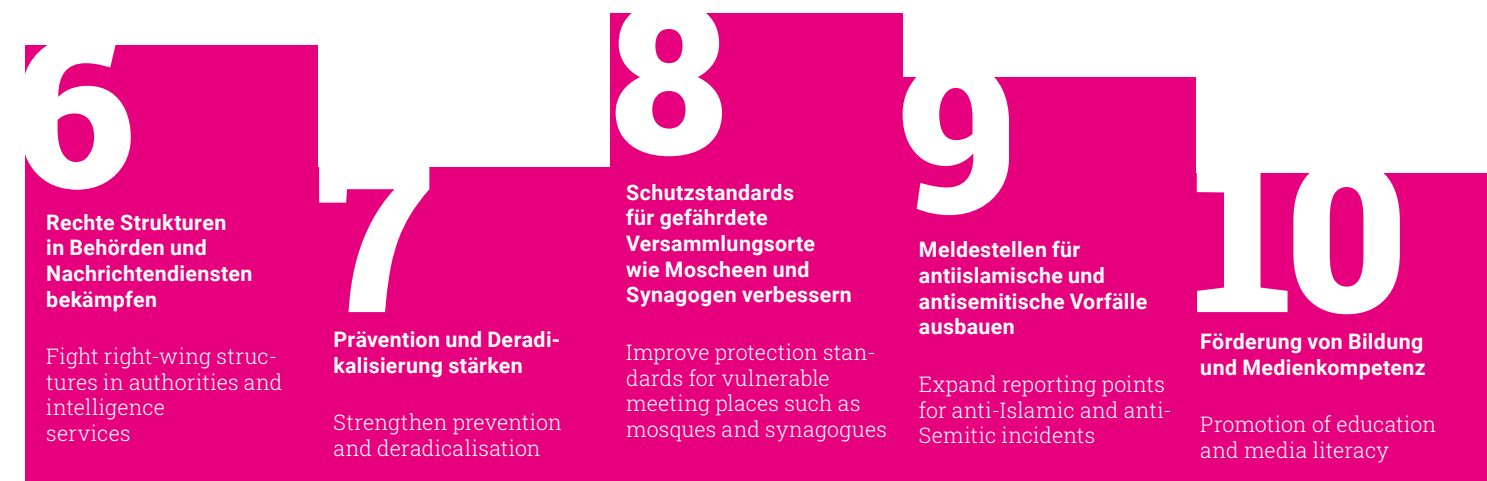 6
Rechte Strukturen
in Behörden und
Nachrichtendiensten
bekämpfen
Fight right-wing struc-
tures in authorities and
intelligence
services
7
Prävention und Deradi-
kalisierung stärken
Strengthen prevention
and deradicalisation
8
Schutzstandards
für gefährdete
Versammlungsorte
wie Moscheen und
Synagogen verbessern
Improve protection stan-
dards for vulnerable
meeting places such as
mosques and synagogues
9
Meldestellen für
antiislamische und
antisemitische Vorfälle
ausbauen
Expand reporting points
for anti-Islamic and anti-
Semitic incidents
10
Förderung von Bildung
und Medienkompetenz
Promotion of education
and media literacy